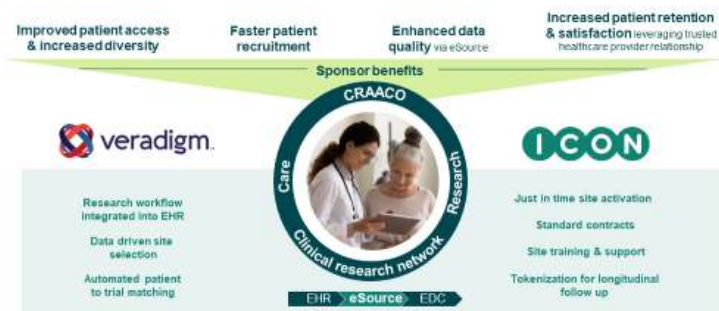 Improved patient access
& increased diversity
Faster patient
recruitment
Enhanced data
quality via eSource
Increased patient retention
& satisfaction leveraging trusted
healthcare provider relationship
Sponsor benefits
CRAACO
Care
Research
Clinical research network
veradigm.
Research workflow
integrated into EHR
Data driven site
selection
Automated patient
to trial matching
ICON
Just in time site activation
Standard contracts
Site training & support
Tokenization for longitudinal
follow up
EHR eSource EDC